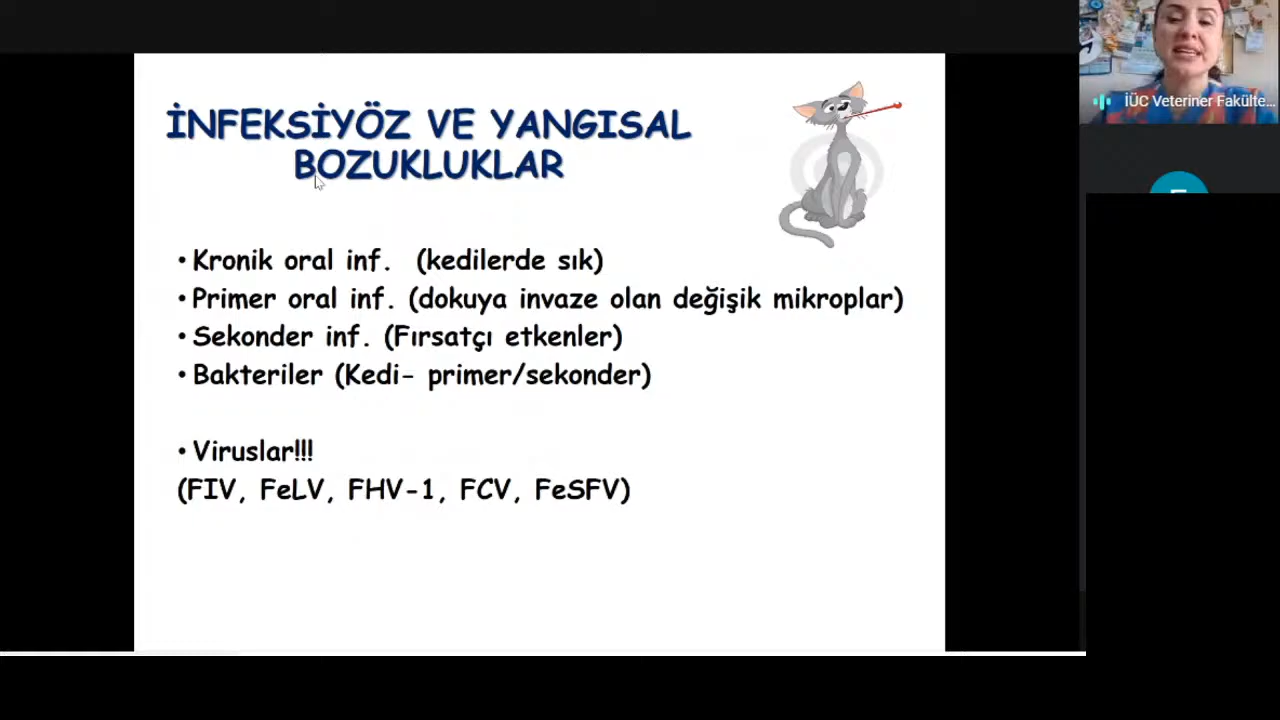 İNFEKSİYÖZ VE YANGISAL
BOZUKLUKLAR
• Kronik oral inf. (kedilerde sık)
• Primer oral inf. (dokuya invaze olan değişik mikroplar)
• Sekonder inf. (Fırsatçı etkenler)
• Bakteriler (Kedi- primer/sekonder)
• Viruslar!!!
(FIV, FeLV, FHV-1, FCV, FeSFV)
İÜC Veteriner Fakülte...